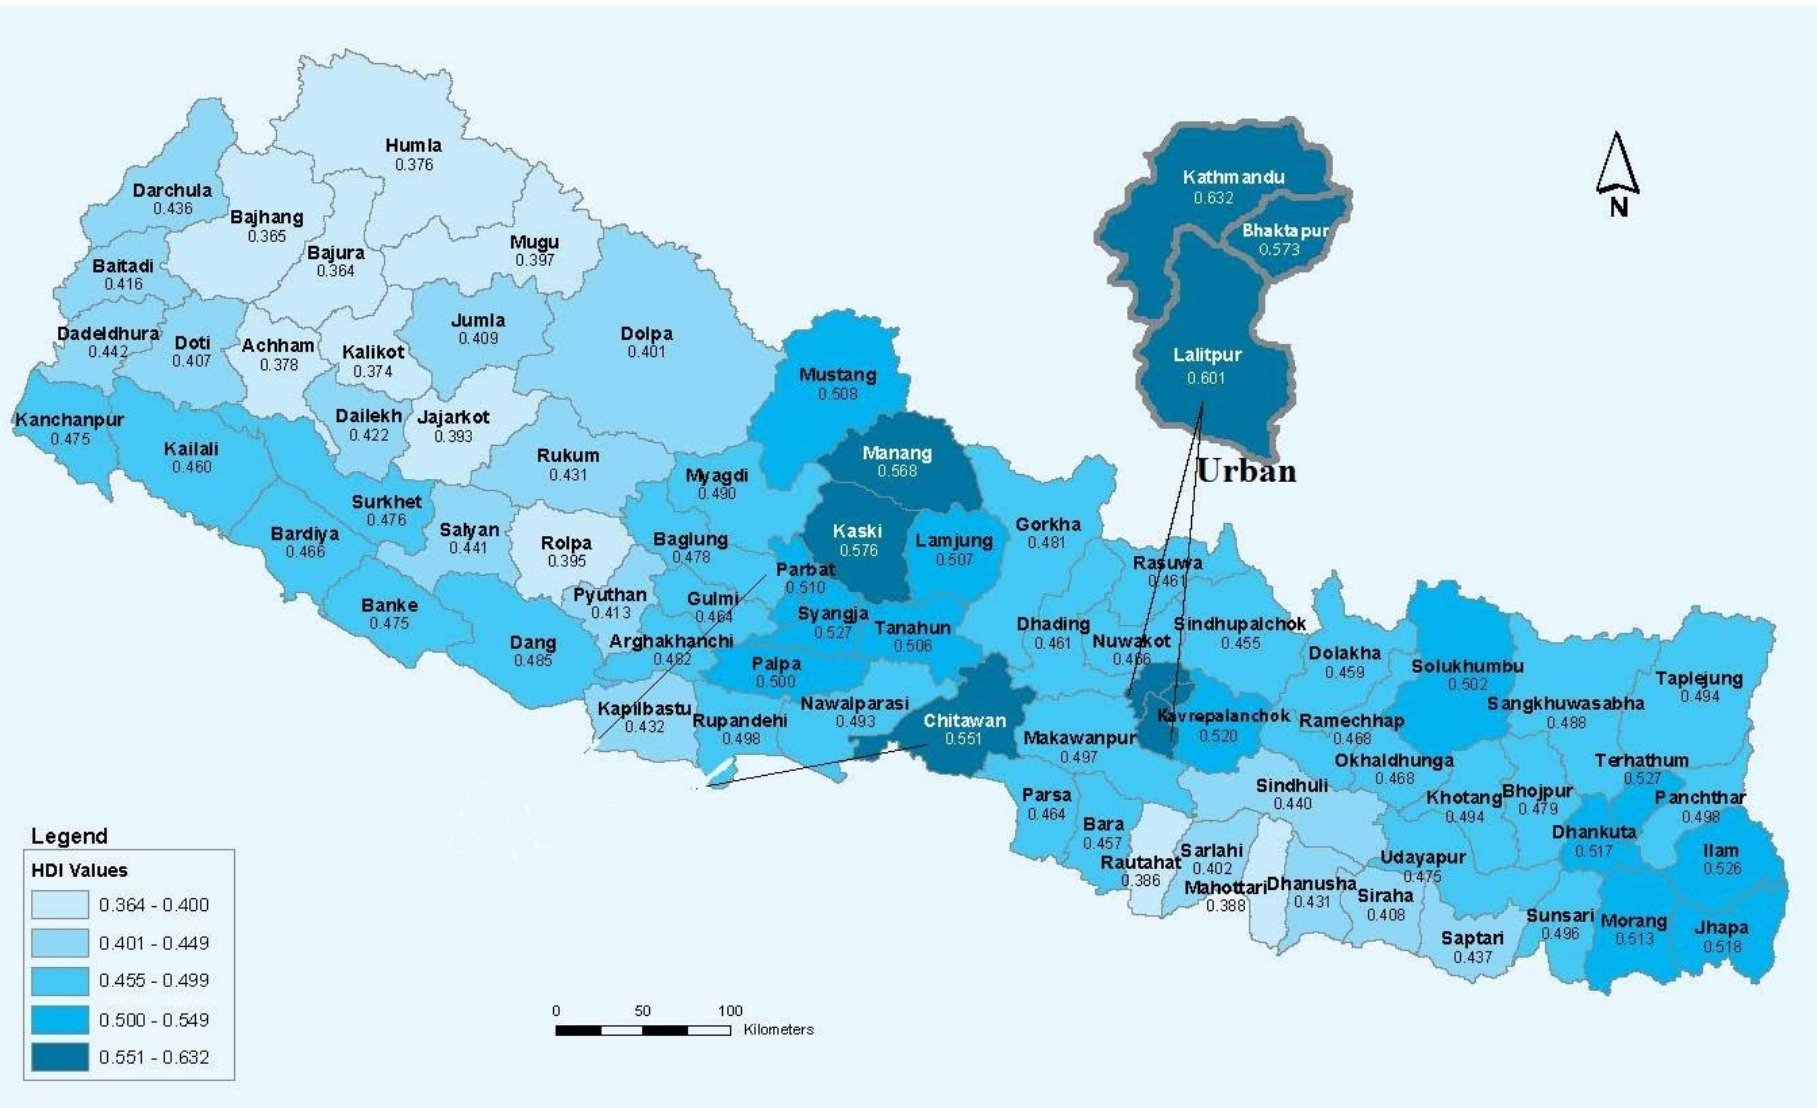 Humla
0.376
Darchula
0.436
Bajhang
0.365
Bajura
0.364
Mugu
0.397
Baitadi
0.416
Dadeldhura
0.442
Doti
0.407
Achham
0.378
Kalikot
0.374
Jumla
0.409
Dolpa
0.401
Mustang
0.508
Kanchanpur
0.475
Kailali
0.460
Dailekh
0.422
Jajarkot
0.393
Rukum
0.431
Myagdi
0.490
Manang
0.568
Surkhet
0.476
Bardiya
0.466
Salyan
0.441
Rolpa
0.395
Baglung
0.478
Kaski
0.576
Lamjung
0.507
Gorkha
0.481
Parbat
0.510
Banke
0.475
Dang
0.485
Pyuthan
0.413
Gulmi
0.464
Arghakhanchi
0.482
Syangja
0.527
Tanahun
0.506
Palpa
0.500
Kapilbastu
0.432
Rupandehi
0.498
Nawalparasi
0.493
Chitawan
0.551
Kathmandu
0.632
Bhaktapur
0.573
Lalitpur
0.601
Urban
N
Rasuwa
0.461
Dhading
0.461
Nuwakot
0.466
Sindhupalchok
0.455
Dolakha
0.459
Solukhumbu
0.502
Sangkhuwasabha
0.488
Taplejung
0.494
Kavrepalanchok
0.520
Ramechhap
0.468
Makawanpur
0.497
Okhaldhunga
0.468
Terhathum
0.527
Sindhuli
0.440
Khotang
0.494
Bhojpur
0.479
Panchthar
0.498
Parsa
0.464
Bara
0.457
Dhankuta
0.517
Ilam
0.526
Rautahat
0.386
Sarlahi
0.402
Mahottari
0.388
Dhanusha
0.431
Siraha
0.408
Udayapur
0.475
Saptari
0.437
Sunsari
0.496
Morang
0.513
Jhapa
0.518
Legend
HDI Values
0.364 - 0.400
0.401 - 0.449
0.455 - 0.499
0.500 - 0.549
0.551 - 0.632
0 50 100
Kilometers